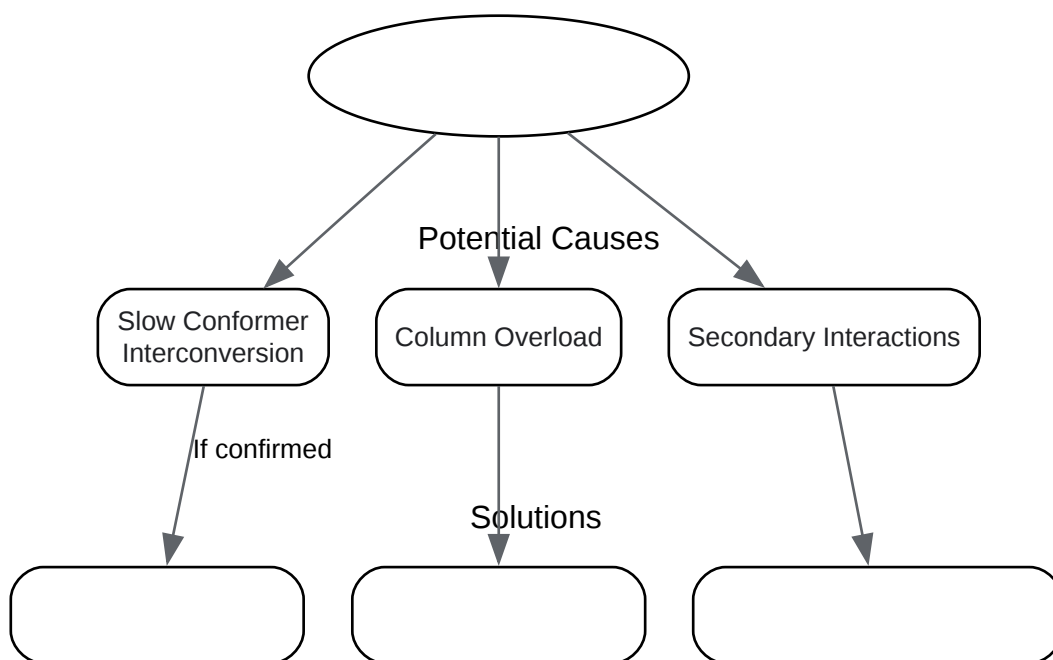 Potential Causes
Slow Conformer
Interconversion
Column Overload
Secondary Interactions
If confirmed
Solutions